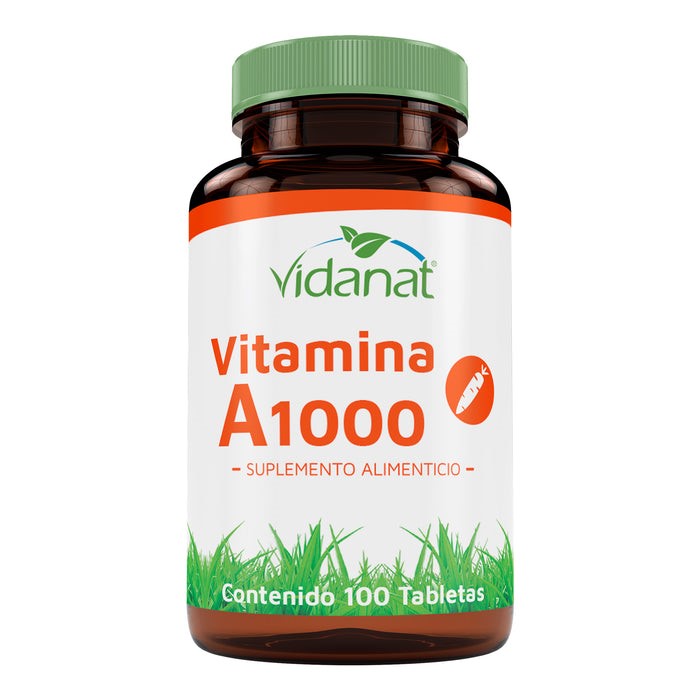 Vidanat®
Vitamina
A1000
- SUPLEMENTO ALIMENTICIO -
Contenido 100 Tabletas